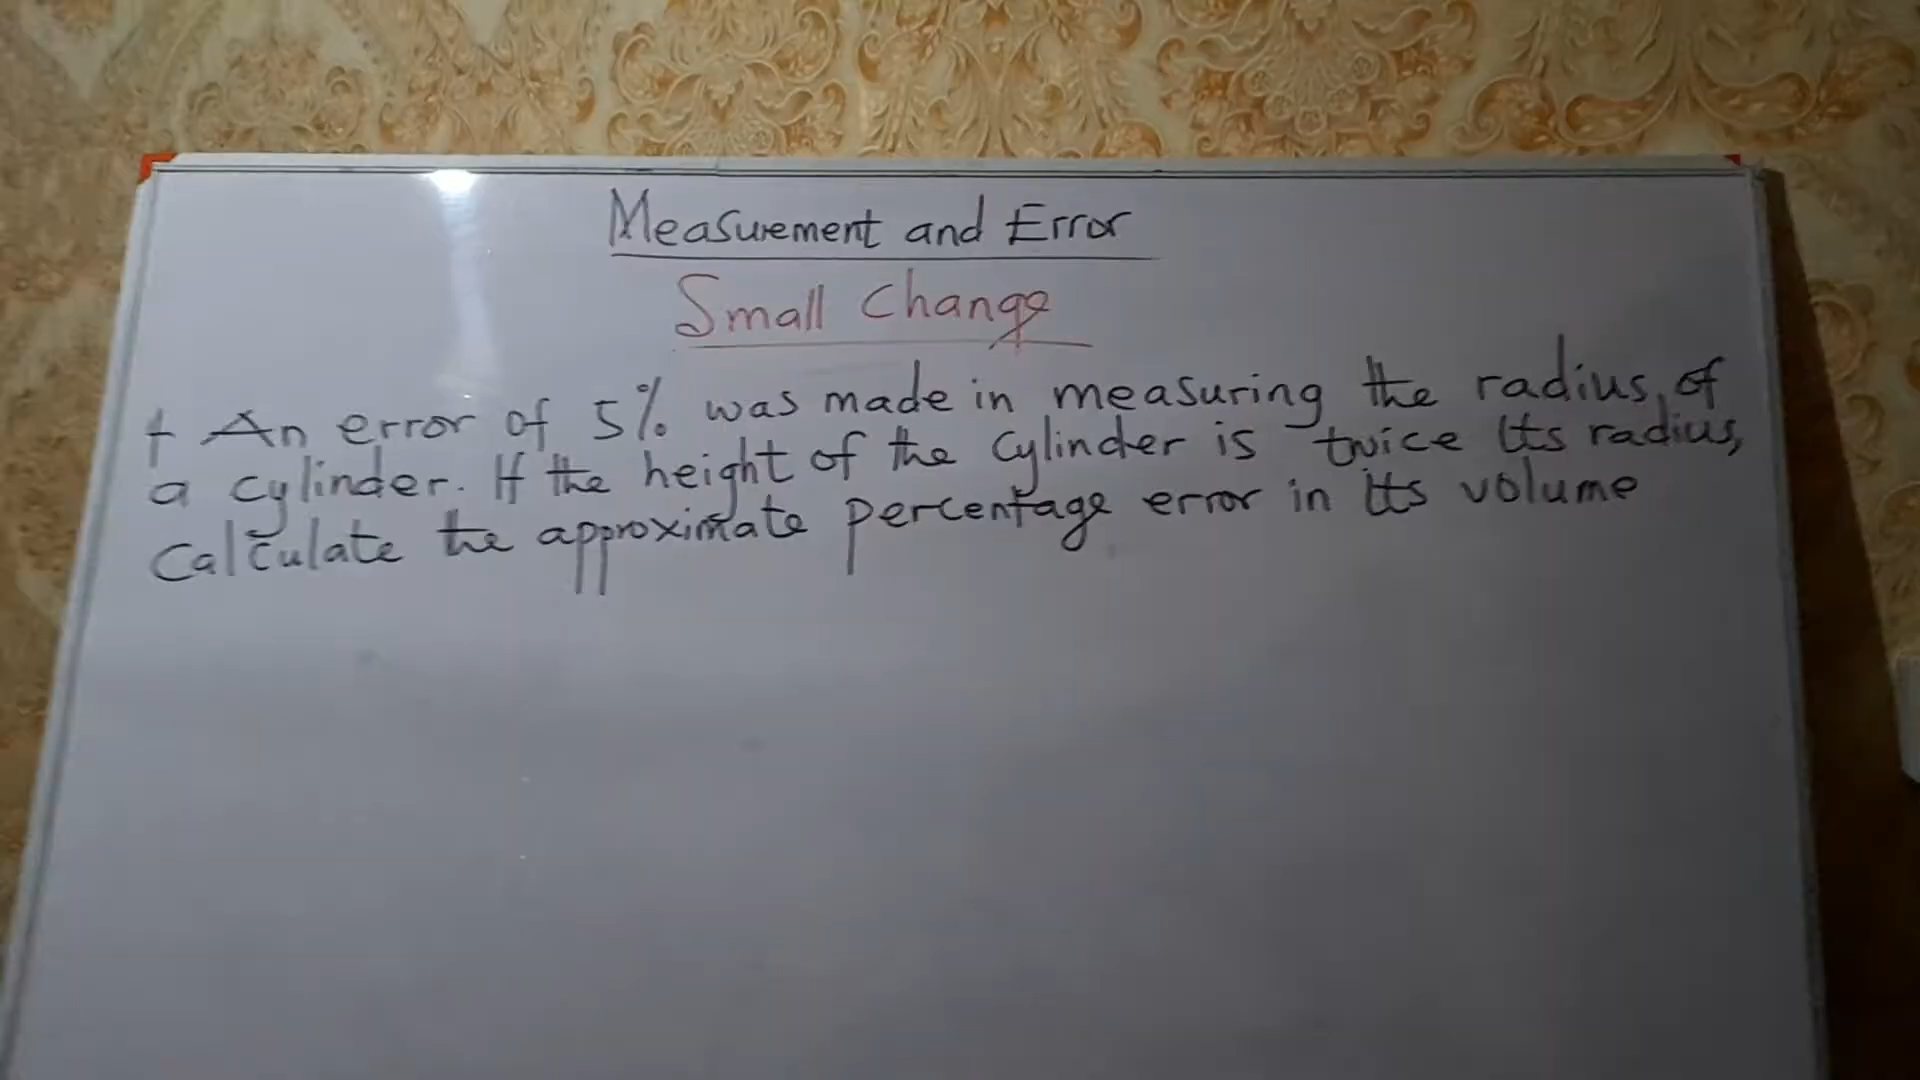 Measurement and Error
Small Change
+ An error of 5% was made in measuring the radius of
a cylinder. If the height of the cylinder is twice its radius,
Calculate the approximate percentage error in its volume